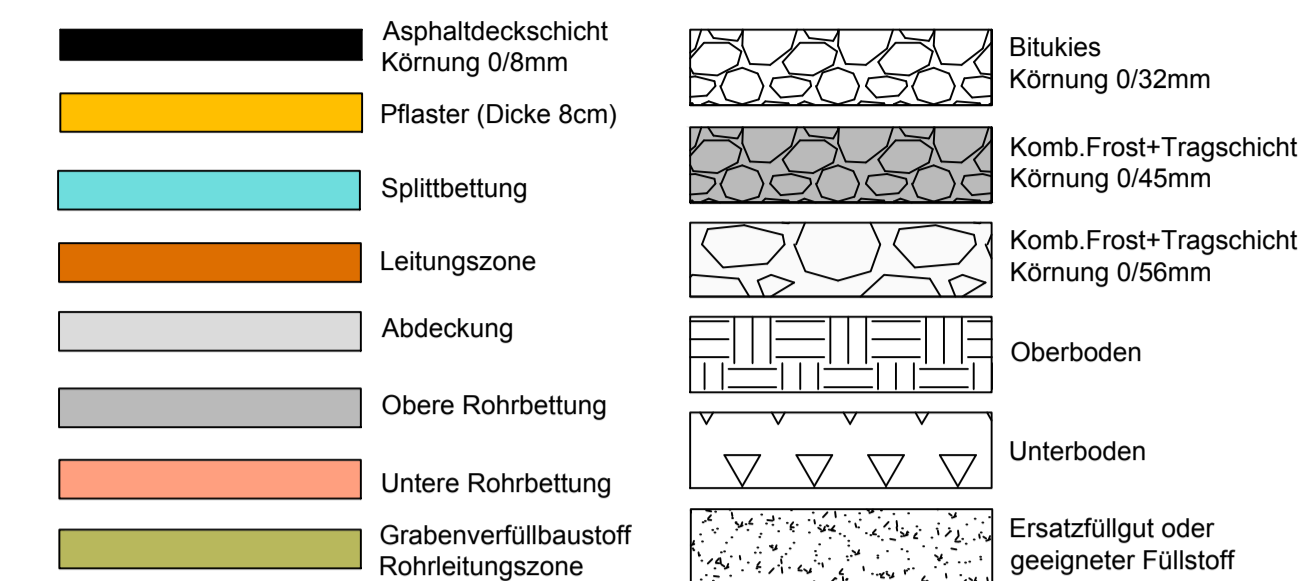 Asphaltdeckschicht
Körnung 0/8mm
Pflaster (Dicke 8cm)
Splittbettung
Leitungszone
Abdeckung
Obere Rohrbettung
Untere Rohrbettung
Grabenverfüllbaustoff
Rohrleitungszone
Bitukies
Körnung 0/32mm
Komb.Frost+Tragschicht
Körnung 0/45mm
Komb.Frost+Tragschicht
Körnung 0/56mm
Oberboden
Unterboden
Ersatzfüllgut oder
geeigneter Füllstoff